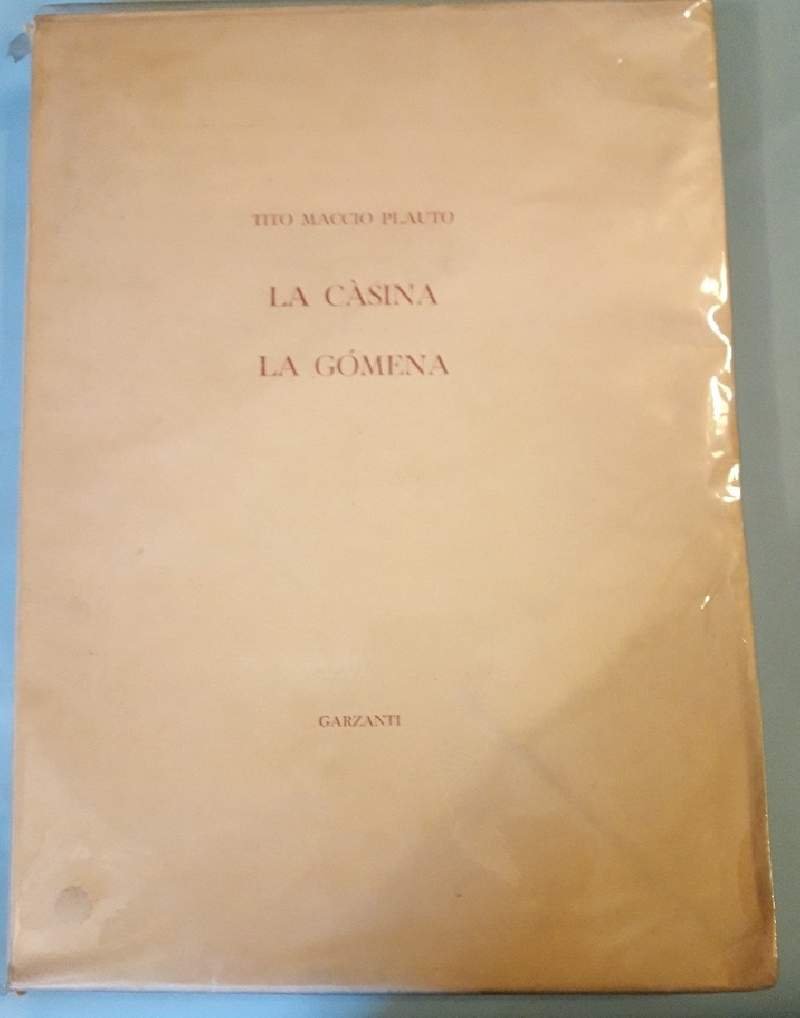 TITO MACCIO PLAUTO
LA CÀSINA
LA GÓMENA
GARZANTI